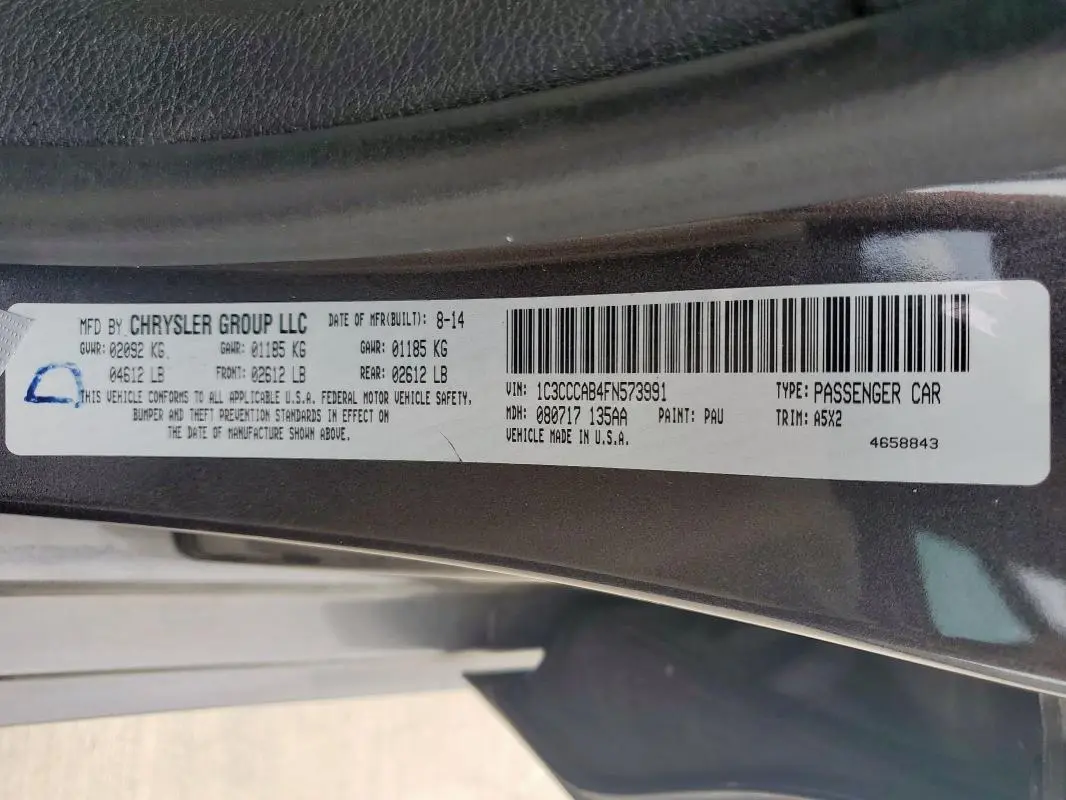 MFD BY CHRYSLER GROUP LLC DATE OF MFR(BUILT): 8-14
GVWR: 02092 KG GAWR: 01185 KG GAWR: 01185 KG
04612 LB FRONT: 02612 LB REAR: 02612 LB
THIS VEHICLE CONFORMS TO ALL APPLICABLE U.S.A. FEDERAL MOTOR VEHICLE SAFETY,
BUMPER AND THEFT PREVENTION STANDARDS IN EFFECT ON
THE DATE OF MANUFACTURE SHOWN ABOVE.
D
VIN: 1C3CCCAB4FN573991 TYPE: PASSENGER CAR
MDH: 080717 135AA PAINT: PAU TRIM: A5X2
VEHICLE MADE IN U.S.A. 4658843